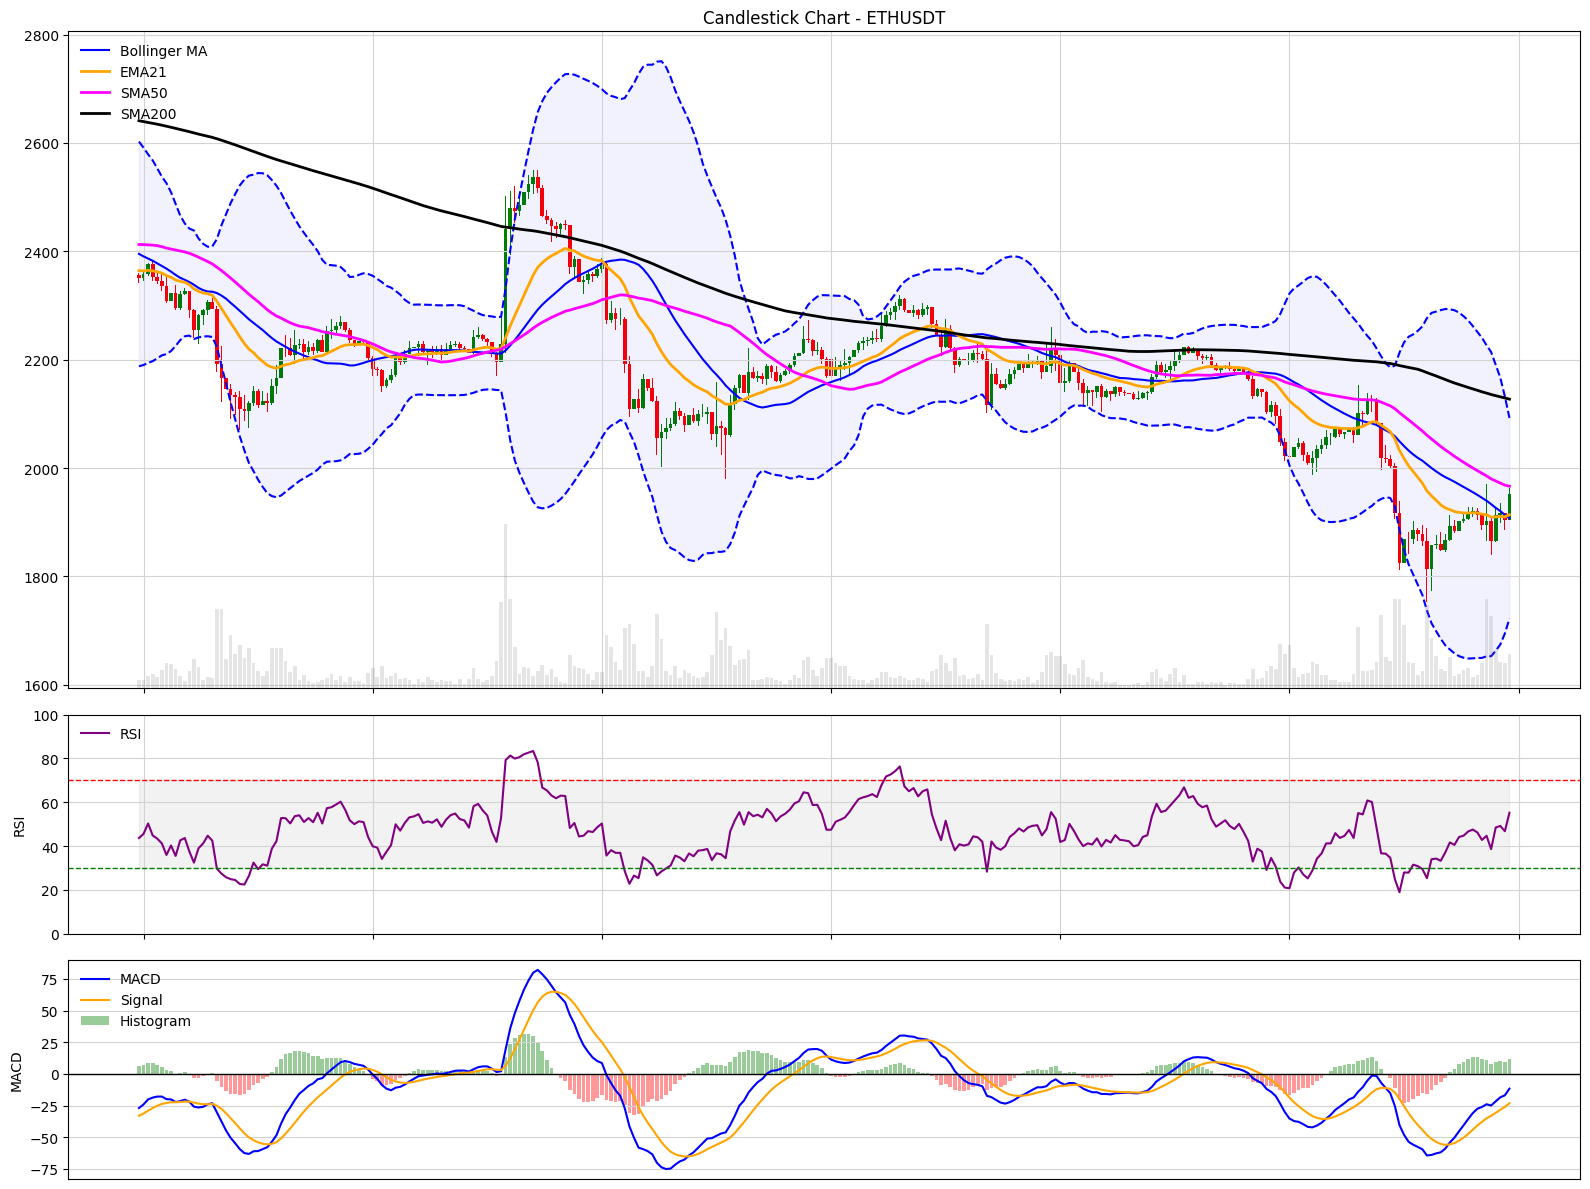 Candlestick Chart - ETHUSDT
2800
Bollinger MA
EMA21
SMA50
SMA200
2600
2400
2200
2000
1800
1600
100
RSI
80
60
RSI
40
20
0
MACD
75
Signal
50
Histogram
25
MACD
0
−25
−50
−75